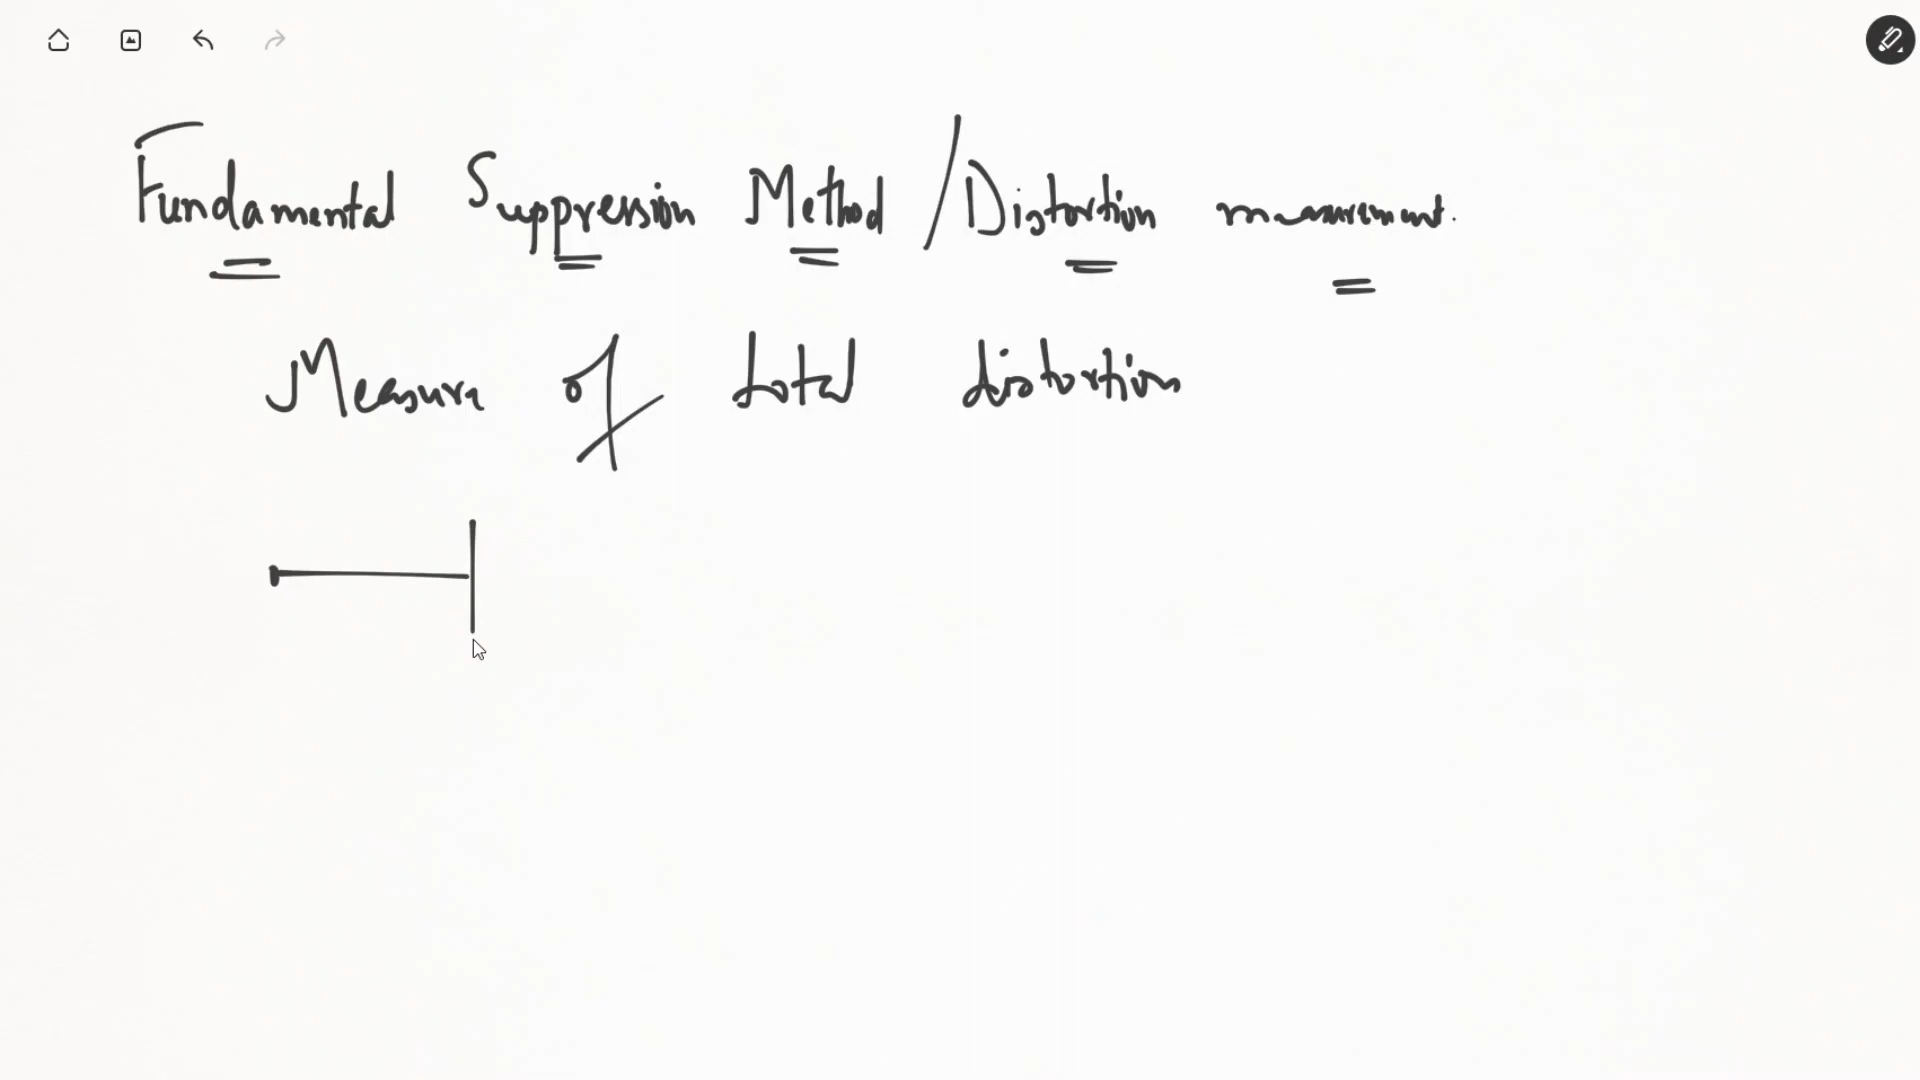 Fundamental Suppression Method / Distortion measurement.
Measure of total distortion